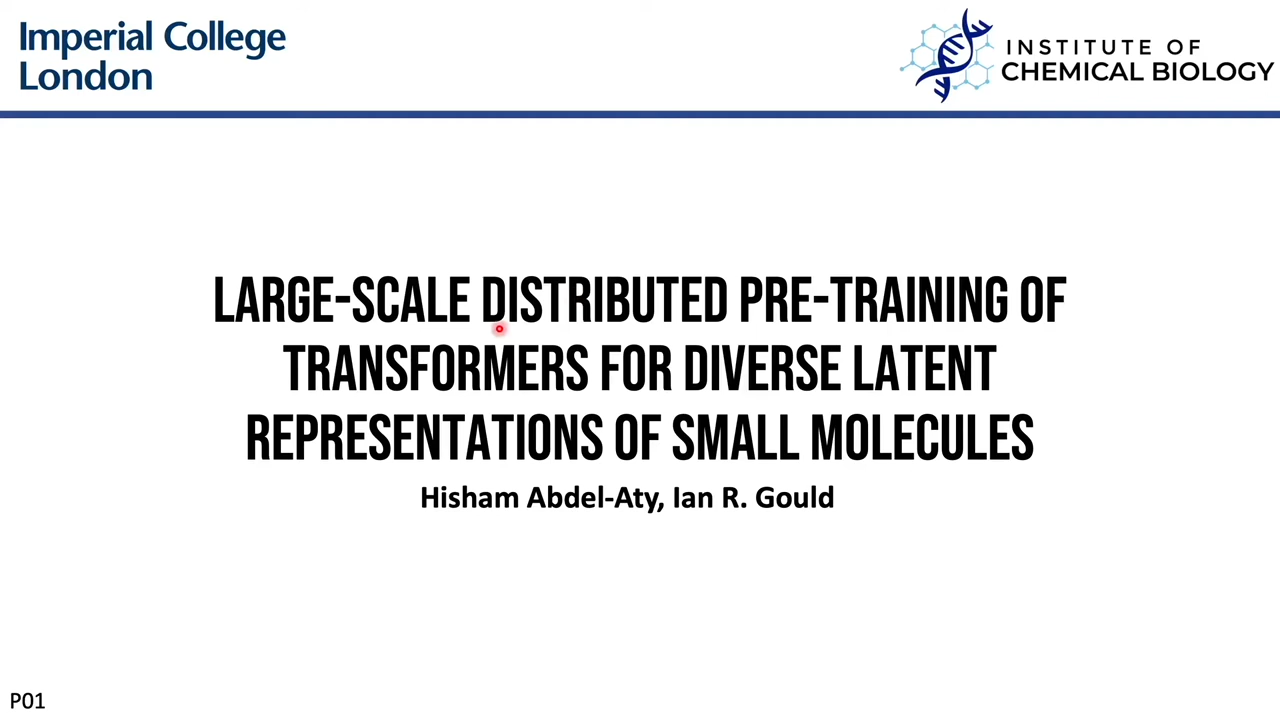 Imperial College
London
INSTITUTE OF
CHEMICAL BIOLOGY
LARGE-SCALE DISTRIBUTED PRE-TRAINING OF
TRANSFORMERS FOR DIVERSE LATENT
REPRESENTATIONS OF SMALL MOLECULES
Hisham Abdel-Aty, Ian R. Gould
P01